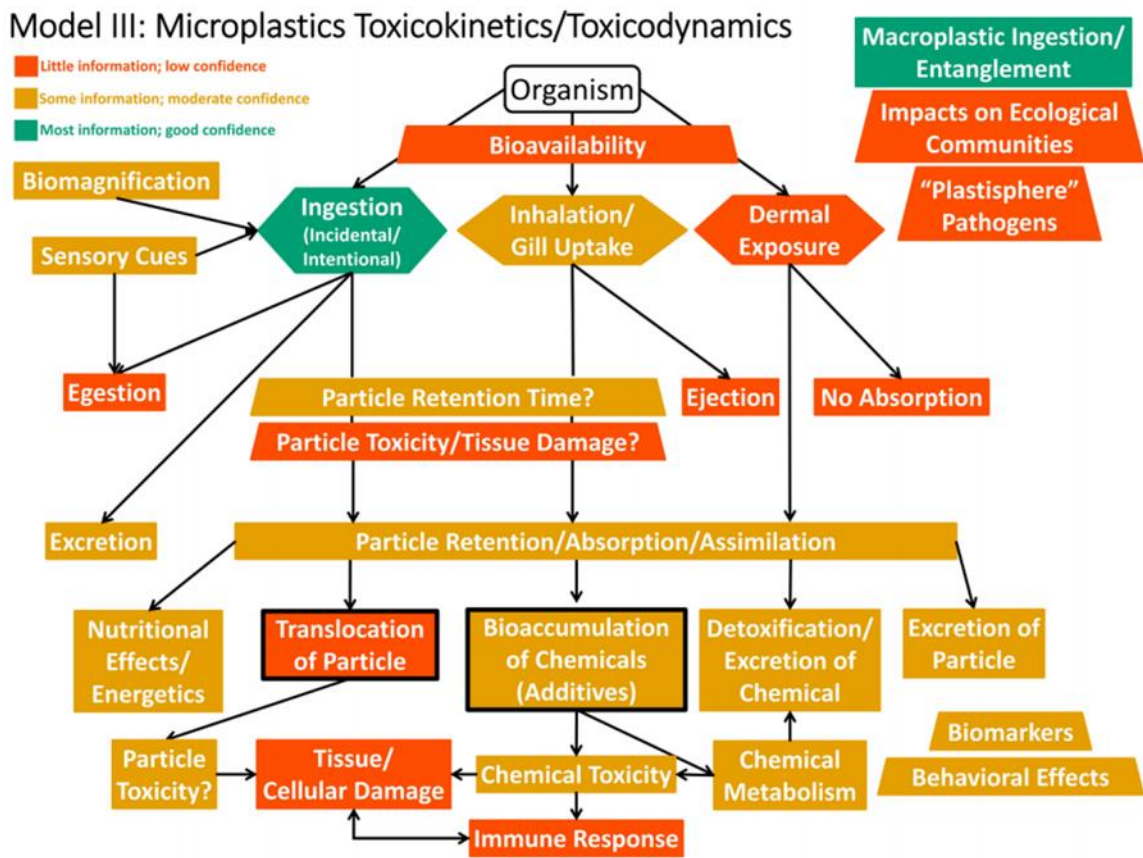 Model III: Microplastics Toxicokinetics/Toxicodynamics
Little information; low confidence
Some information; moderate confidence
Most information; good confidence
Macroplastic Ingestion/
Entanglement
Impacts on Ecological
Communities
“Plastisphere”
Pathogens
Organism
Bioavailability
Biomagnification
Sensory Cues
Ingestion
(Incidental/
Intentional)
Inhalation/
Gill Uptake
Dermal
Exposure
Egestion
Particle Retention Time?
Ejection
No Absorption
Particle Toxicity/Tissue Damage?
Excretion
Particle Retention/Absorption/Assimilation
Nutritional
Effects/
Energetics
Translocation
of Particle
Bioaccumulation
of Chemicals
(Additives)
Detoxification/
Excretion of
Chemical
Excretion of
Particle
Particle
Toxicity?
Tissue/
Cellular Damage
Chemical Toxicity
Chemical
Metabolism
Biomarkers
Behavioral Effects
Immune Response